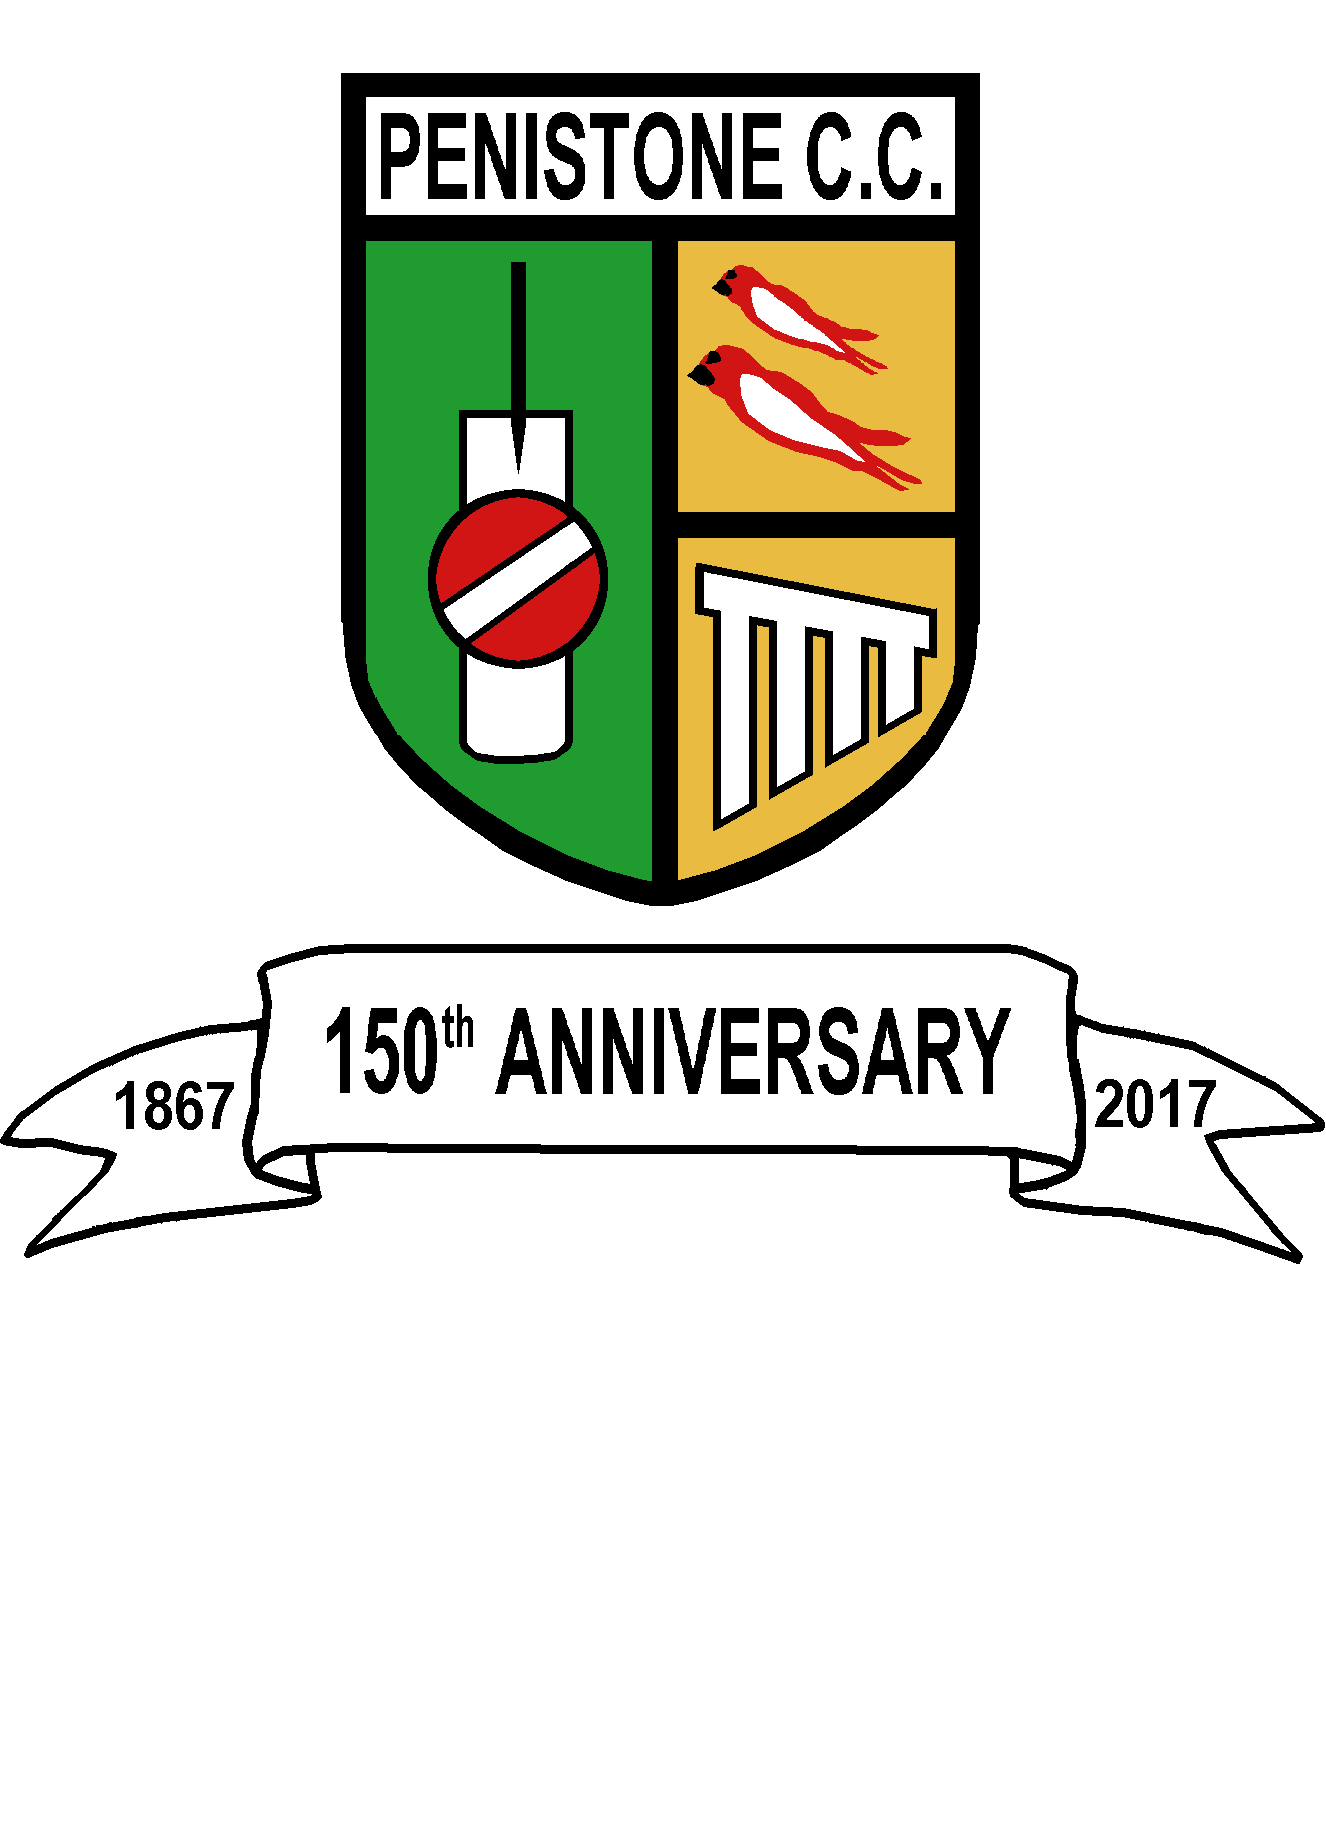 PENISTONE C.C.
150th ANNIVERSARY
1867
2017